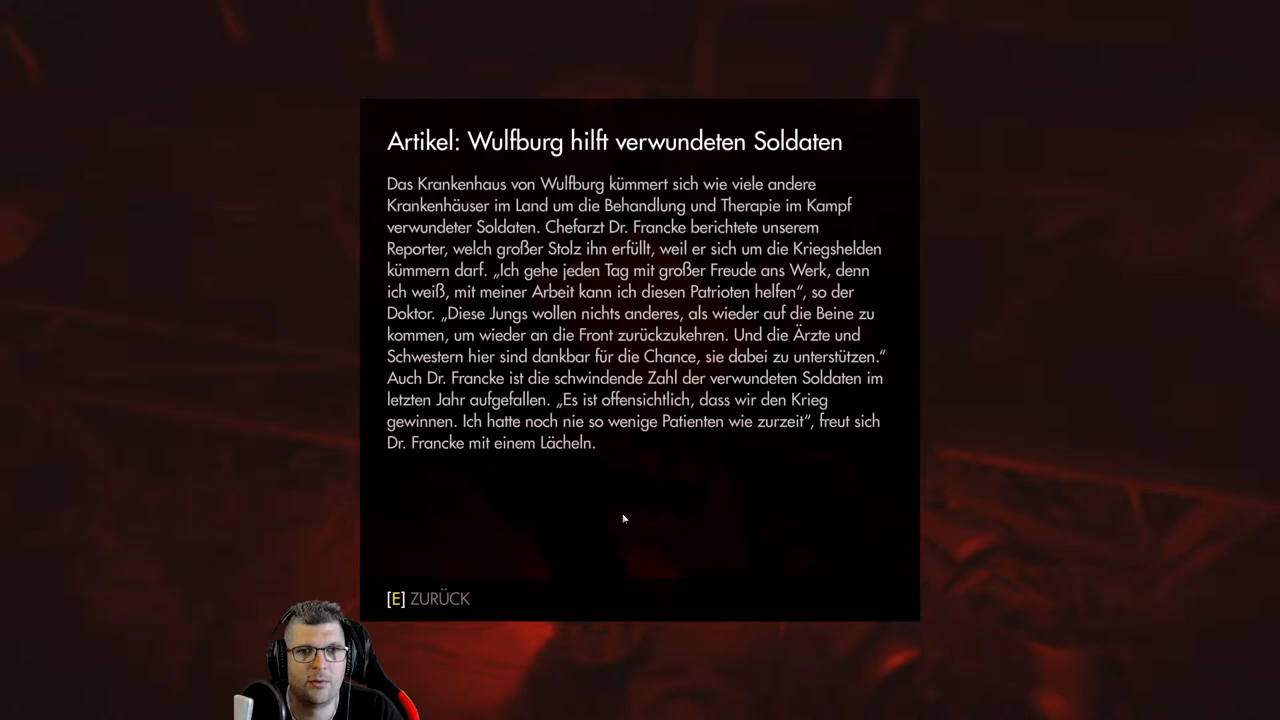 Artikel: Wulfburg hilft verwundeten Soldaten
Das Krankenhaus von Wulfburg kümmert sich wie viele andere
Krankenhäuser im Land um die Behandlung und Therapie im Kampf
verwundeter Soldaten. Chefarzt Dr. Francke berichtete unserem
Reporter, welch großer Stolz ihn erfüllt, weil er sich um die Kriegshelden
kümmern darf. „Ich gehe jeden Tag mit großer Freude ans Werk, denn
ich weiß, mit meiner Arbeit kann ich diesen Patrioten helfen“, so der
Doktor. „Diese Jungs wollen nichts anderes, als wieder auf die Beine zu
kommen, um wieder an die Front zurückzukehren. Und die Ärzte und
Schwestern hier sind dankbar für die Chance, sie dabei zu unterstützen.“
Auch Dr. Francke ist die schwindende Zahl der verwundeten Soldaten im
letzten Jahr aufgefallen. „Es ist offensichtlich, dass wir den Krieg
gewinnen. Ich hatte noch nie so wenige Patienten wie zurzeit“, freut sich
Dr. Francke mit einem Lächeln.
[E] ZURÜCK